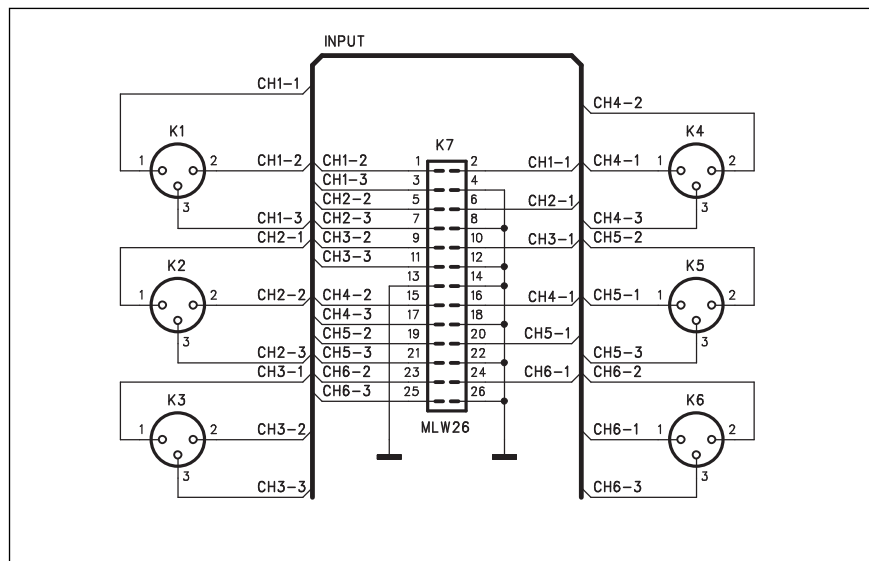 INPUT
CH1-1
CH4-2
K1
K7
K4
1 2 CH1-2 CH1-2 1 2 CH1-1 CH4-1 1 2
CH1-3 3 4
3 CH2-2 5 6 CH2-1 3
CH1-3 CH2-3 7 8 CH4-3
CH2-1 CH3-2 9 10 CH3-1 CH5-2
K2 CH3-3 11 12 K5
13 14
1 2 CH2-2 CH4-2 15 16 CH4-1 CH5-1 1 2
CH4-3 17 18
3 CH5-2 19 20 CH5-1 3
CH2-3 CH5-3 21 22 CH5-3
CH3-1 CH6-2 23 24 CH6-1 CH6-2
K3 CH6-3 25 26 K6
MLW26
1 2 CH3-2 CH6-1 1 2
3 3
CH3-3 CH6-3